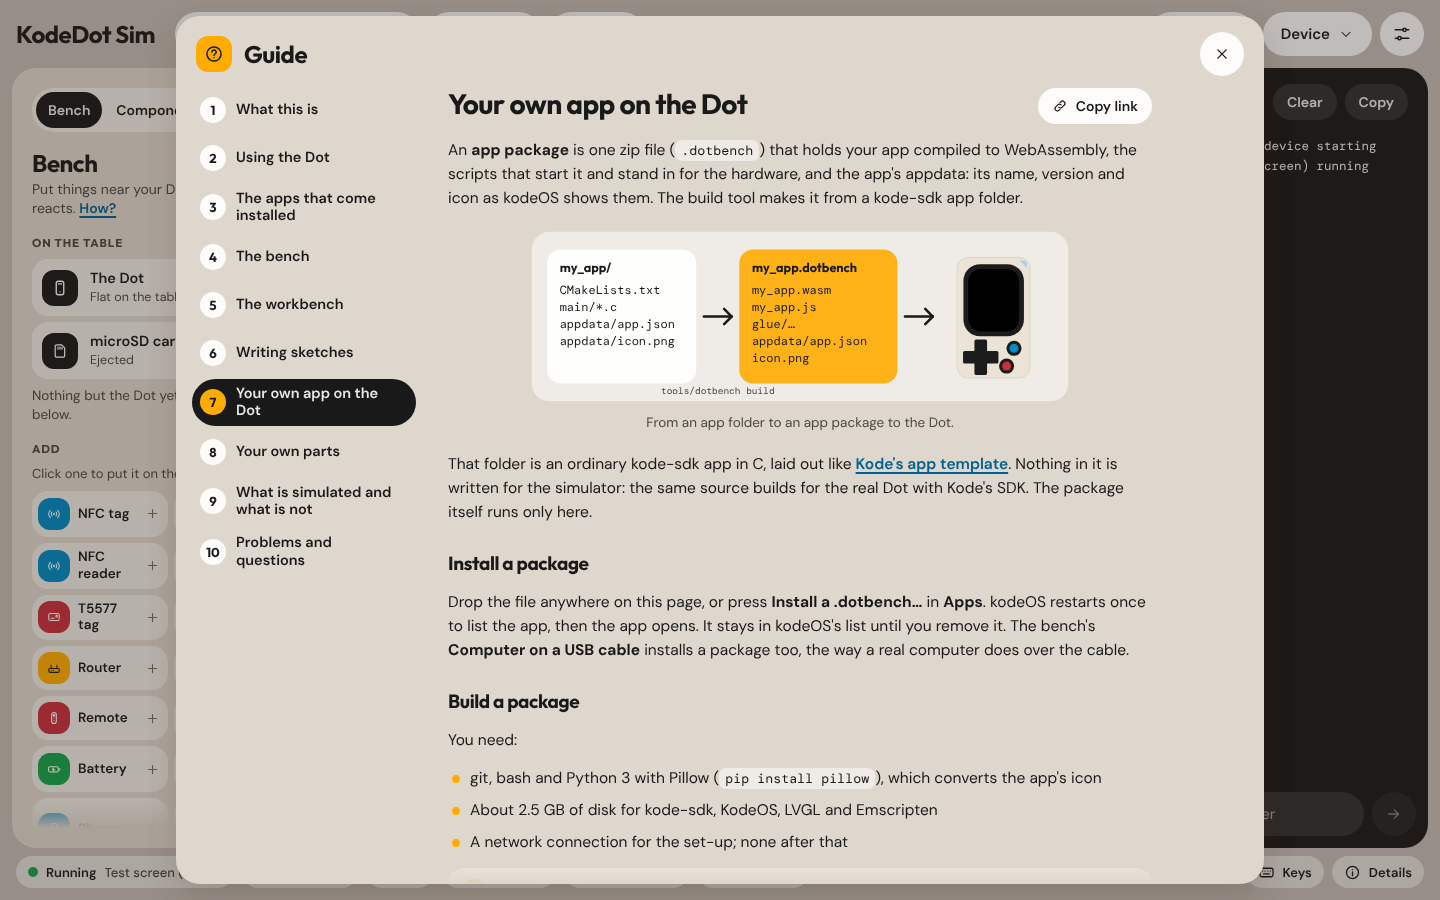 KodeDot Sim
Device
Guide
Bench
Compon
Clear
Copy
Bench
Put things near your D
reacts. How?
ON THE TABLE
The Dot
Flat on the tabl
microSD car
Ejected
Nothing but the Dot yet
below.
ADD
Click one to put it on the
NFC tag
NFC
reader
T5577
tag
Router
Remote
Battery
Running Test screen (
1 What this is
2 Using the Dot
3 The apps that come
installed
4 The bench
5 The workbench
6 Writing sketches
7 Your own app on the
Dot
8 Your own parts
9 What is simulated and
what is not
10 Problems and
questions
Your own app on the Dot
Copy link
An app package is one zip file ( .dotbench ) that holds your app compiled to WebAssembly, the
scripts that start it and stand in for the hardware, and the app's appdata: its name, version and
icon as kodeOS shows them. The build tool makes it from a kode-sdk app folder.
my_app/
CMakeLists.txt
main/*.c
appdata/app.json
appdata/icon.png
my_app.dotbench
my_app.wasm
my_app.js
glue/…
appdata/app.json
icon.png
tools/dotbench build
From an app folder to an app package to the Dot.
That folder is an ordinary kode-sdk app in C, laid out like Kode's app template. Nothing in it is
written for the simulator: the same source builds for the real Dot with Kode's SDK. The package
itself runs only here.
Install a package
Drop the file anywhere on this page, or press Install a .dotbench… in Apps. kodeOS restarts once
to list the app, then the app opens. It stays in kodeOS's list until you remove it. The bench's
Computer on a USB cable installs a package too, the way a real computer does over the cable.
Build a package
You need:
git, bash and Python 3 with Pillow ( pip install pillow ), which converts the app's icon
About 2.5 GB of disk for kode-sdk, KodeOS, LVGL and Emscripten
A network connection for the set-up; none after that
device starting
creen) running
er
Keys
Details